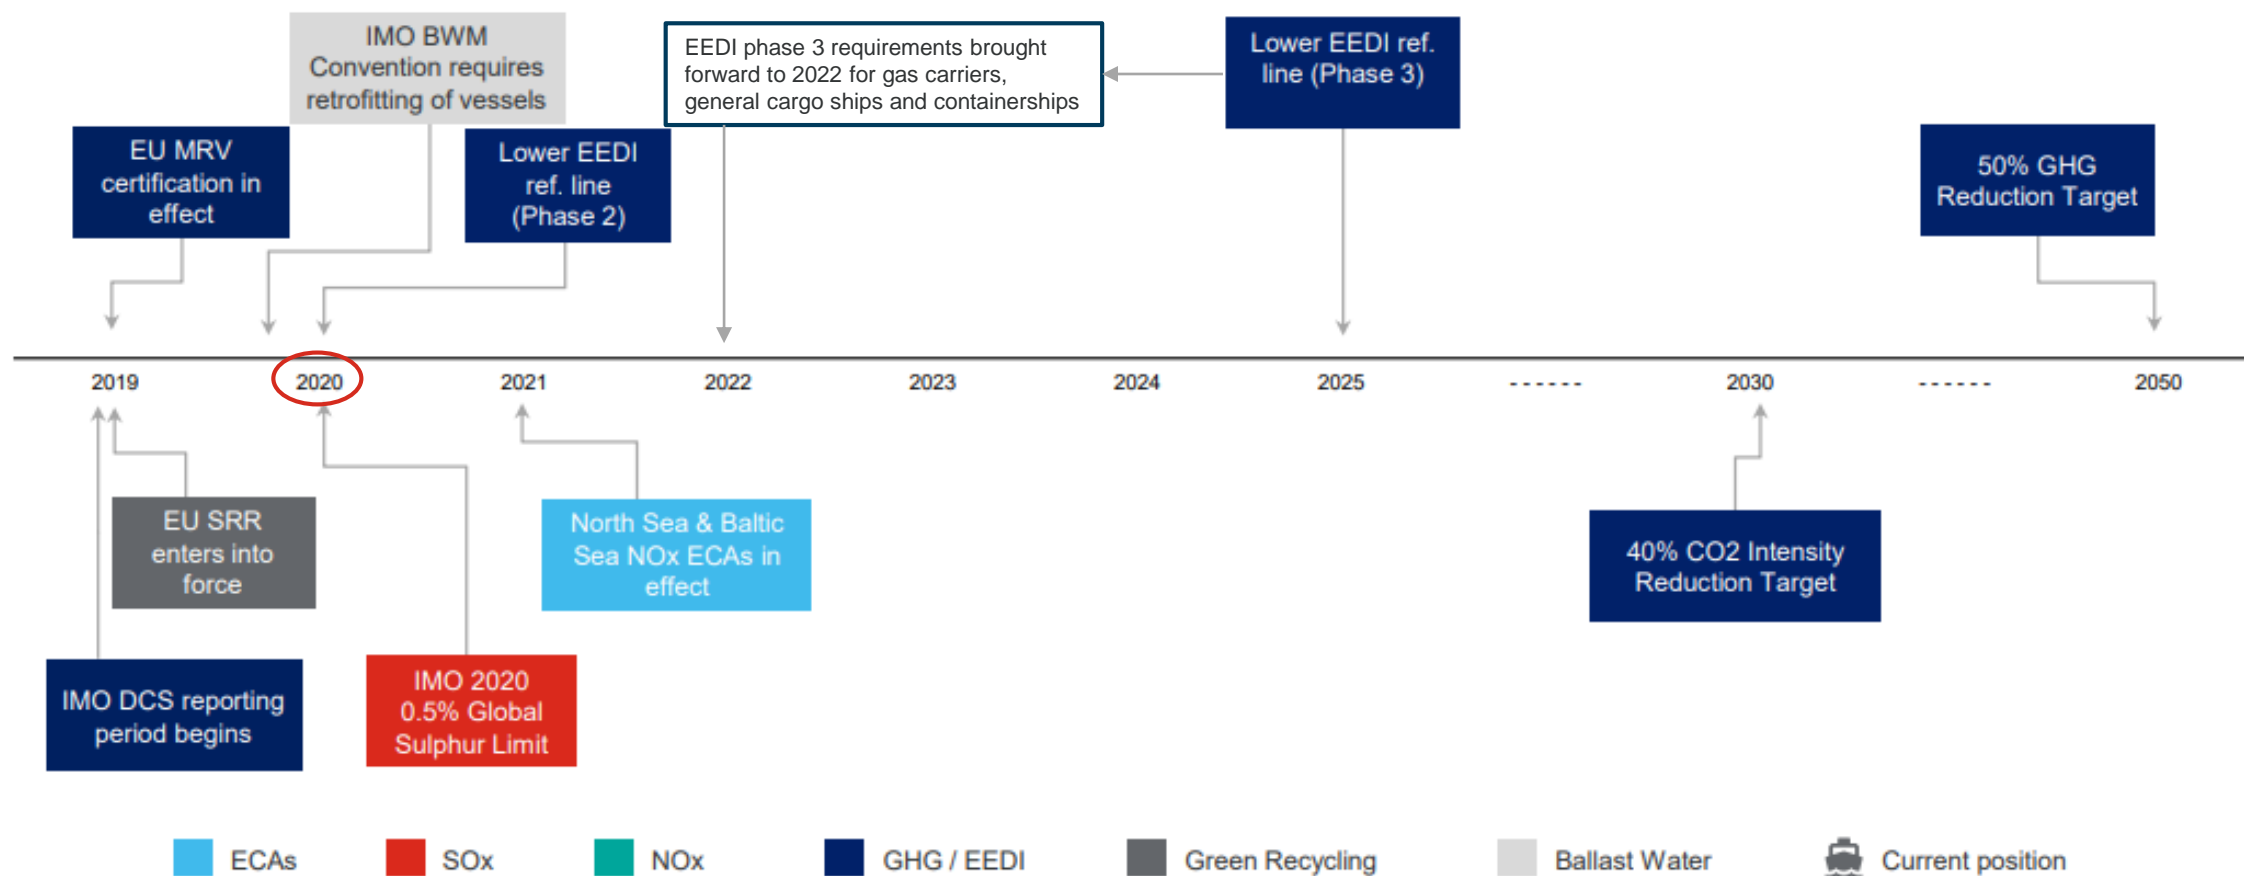 IMO BWM
Convention requires
retrofitting of vessels
EEDI phase 3 requirements brought
forward to 2022 for gas carriers,
general cargo ships and containerships
Lower EEDI ref.
line (Phase 3)
EU MRV
certification in
effect
Lower EEDI
ref. line
(Phase 2)
50% GHG
Reduction Target
2019
2020
2021
2022
2023
2024
2025
------
2030
------
2050
EU SRR
enters into
force
North Sea & Baltic
Sea NOx ECAs in
effect
40% CO2 Intensity
Reduction Target
IMO DCS reporting
period begins
IMO 2020
0.5% Global
Sulphur Limit
ECAs
SOx
NOx
GHG / EEDI
Green Recycling
Ballast Water
Current position